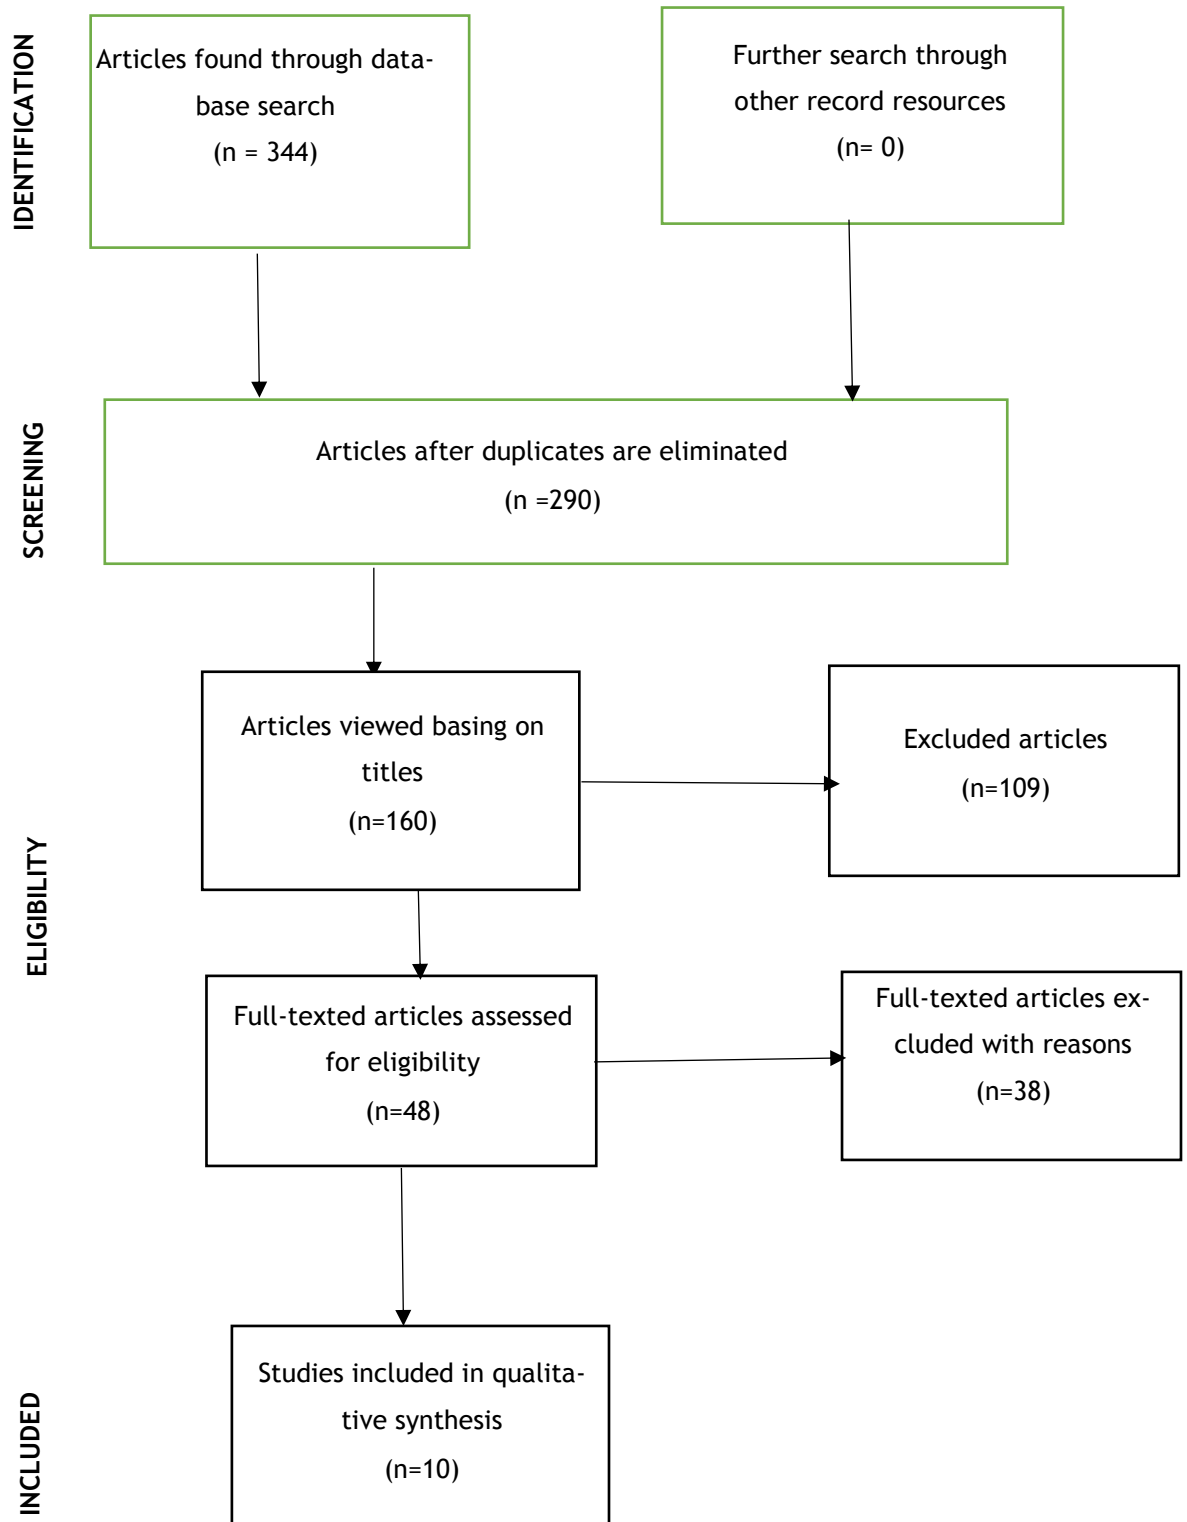 IDENTIFICATION
Articles found through data-
base search
(n = 344)
Further search through
other record resources
(n= 0)
SCREENING
Articles after duplicates are eliminated
(n =290)
ELIGIBILITY
Articles viewed basing on
titles
(n=160)
Excluded articles
(n=109)
Full-texted articles assessed
for eligibility
(n=48)
Full-texted articles ex-
cluded with reasons
(n=38)
INCLUDED
Studies included in qualita-
tive synthesis
(n=10)